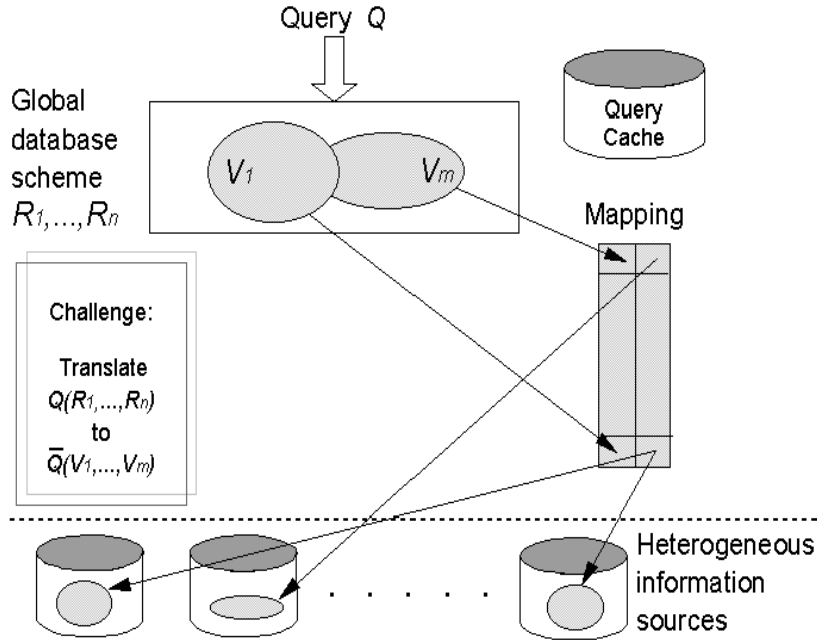 Query Q
Global
database
scheme
R1,...,Rn
V1
Vm
Query
Cache
Mapping
Challenge:
Translate
Q(R1,...,Rn)
to
Q̅(V1,...,Vm)
. . . . .
Heterogeneous
information
sources